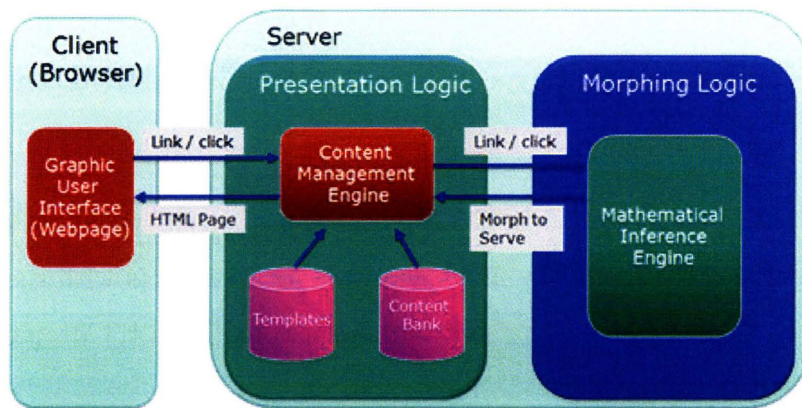 Client
(Browser)
Server
Presentation Logic
Morphing Logic
Graphic
User
Interface
(Webpage)
Link / click
HTML Page
Content
Management
Engine
Link / click
Morph to
Serve
Mathematical
Inference
Engine
Templates
Content
Bank